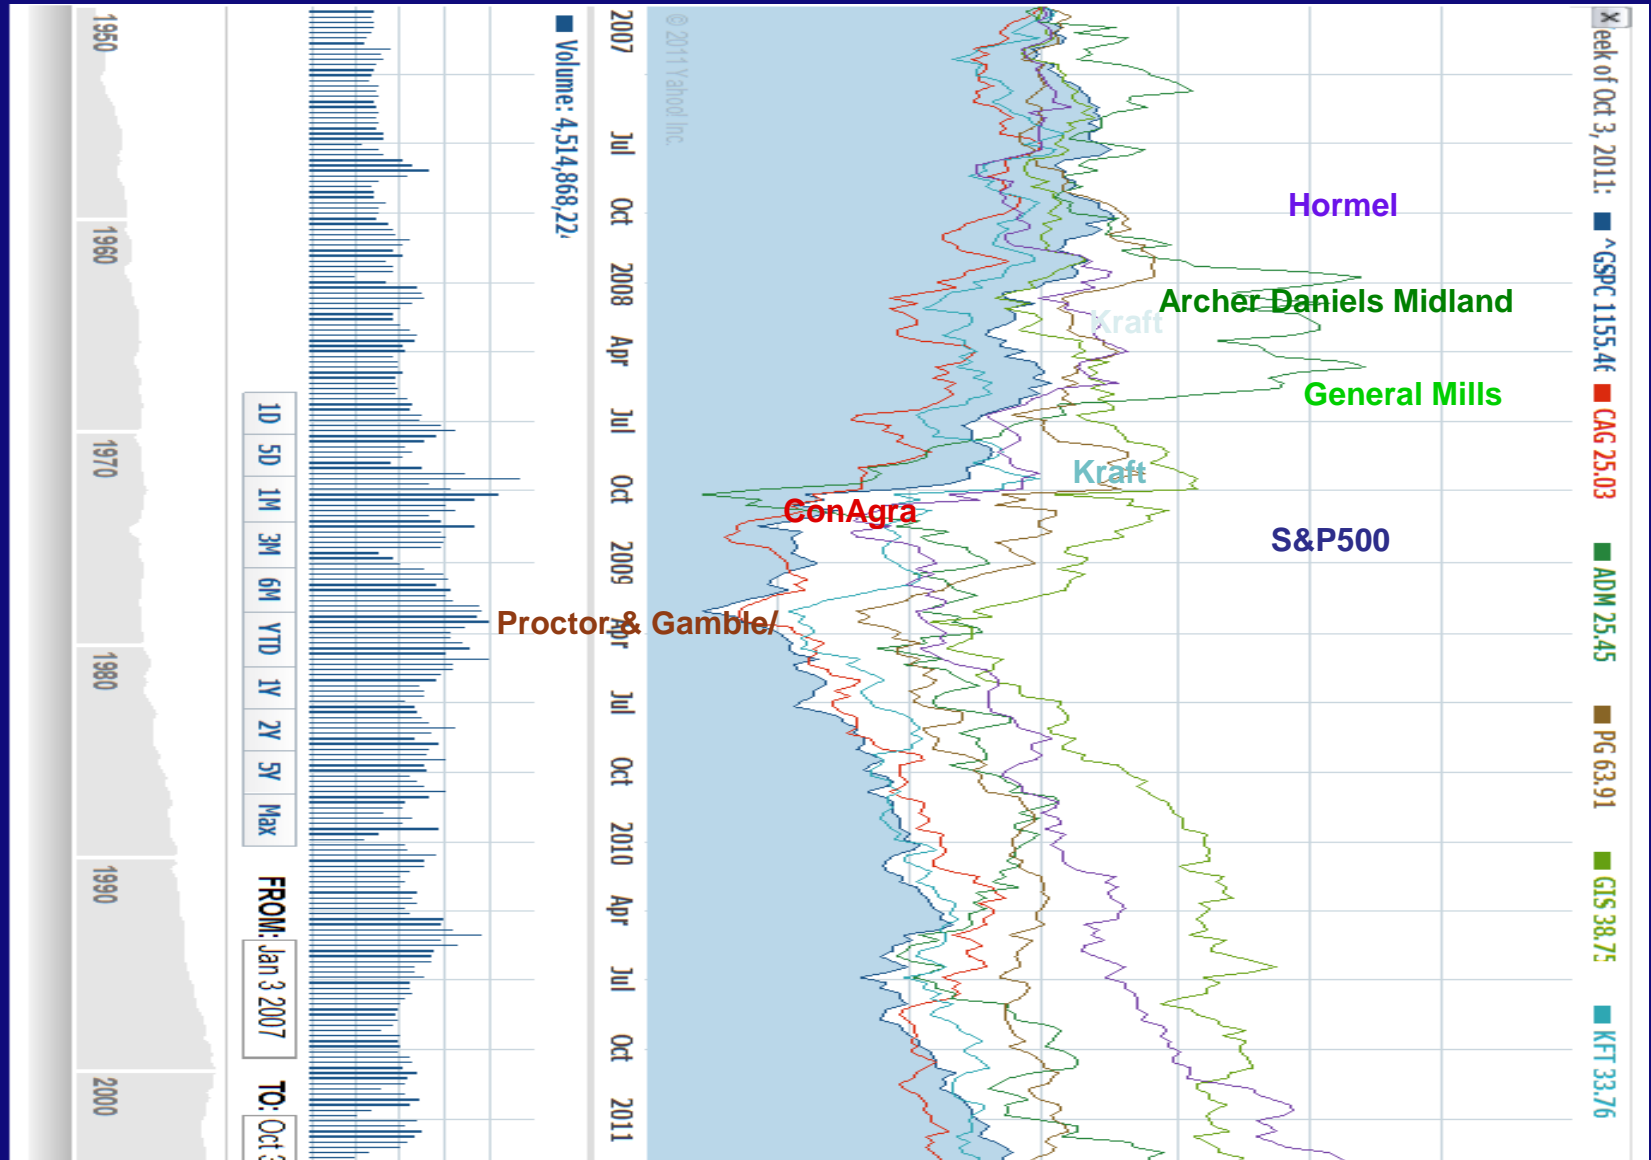 Week of Oct 3, 2011: ^GSPC 1155.46 CAG 25.03 ADM 25.45 PG 63.91 GIS 38.75 KFT 33.76
Hormel
Archer Daniels Midland
Kraft
General Mills
Kraft
ConAgra
S&P500
Proctor & Gamble/
© 2011 Yahoo! Inc.
2007 Jul Oct 2008 Apr Jul Oct 2009 Apr Jul Oct 2010 Apr Jul Oct 2011
Volume: 4,514,868,224
1D 5D 1M 3M 6M YTD 1Y 2Y 5Y Max FROM: Jan 3 2007 TO: Oct
1950 1960 1970 1980 1990 2000